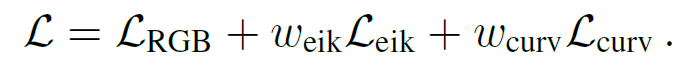 ℒ = ℒ_RGB + w_eik ℒ_eik + w_curv ℒ_curv .